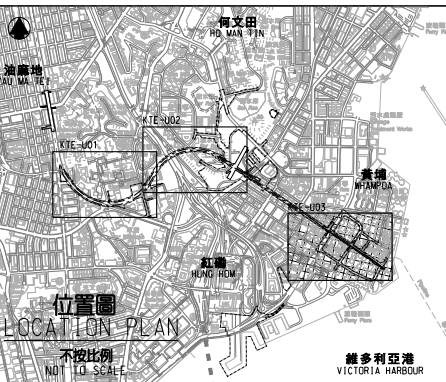 何文田
HO MAN TIN
油麻地
YAU MA TEI
KTE-U02
KTE-U01
黃埔
WHAMPOA
KTE-U03
紅磡
HUNG HOM
位置圖
LOCATION PLAN
不按比例
NOT TO SCALE
維多利亞港
VICTORIA HARBOUR